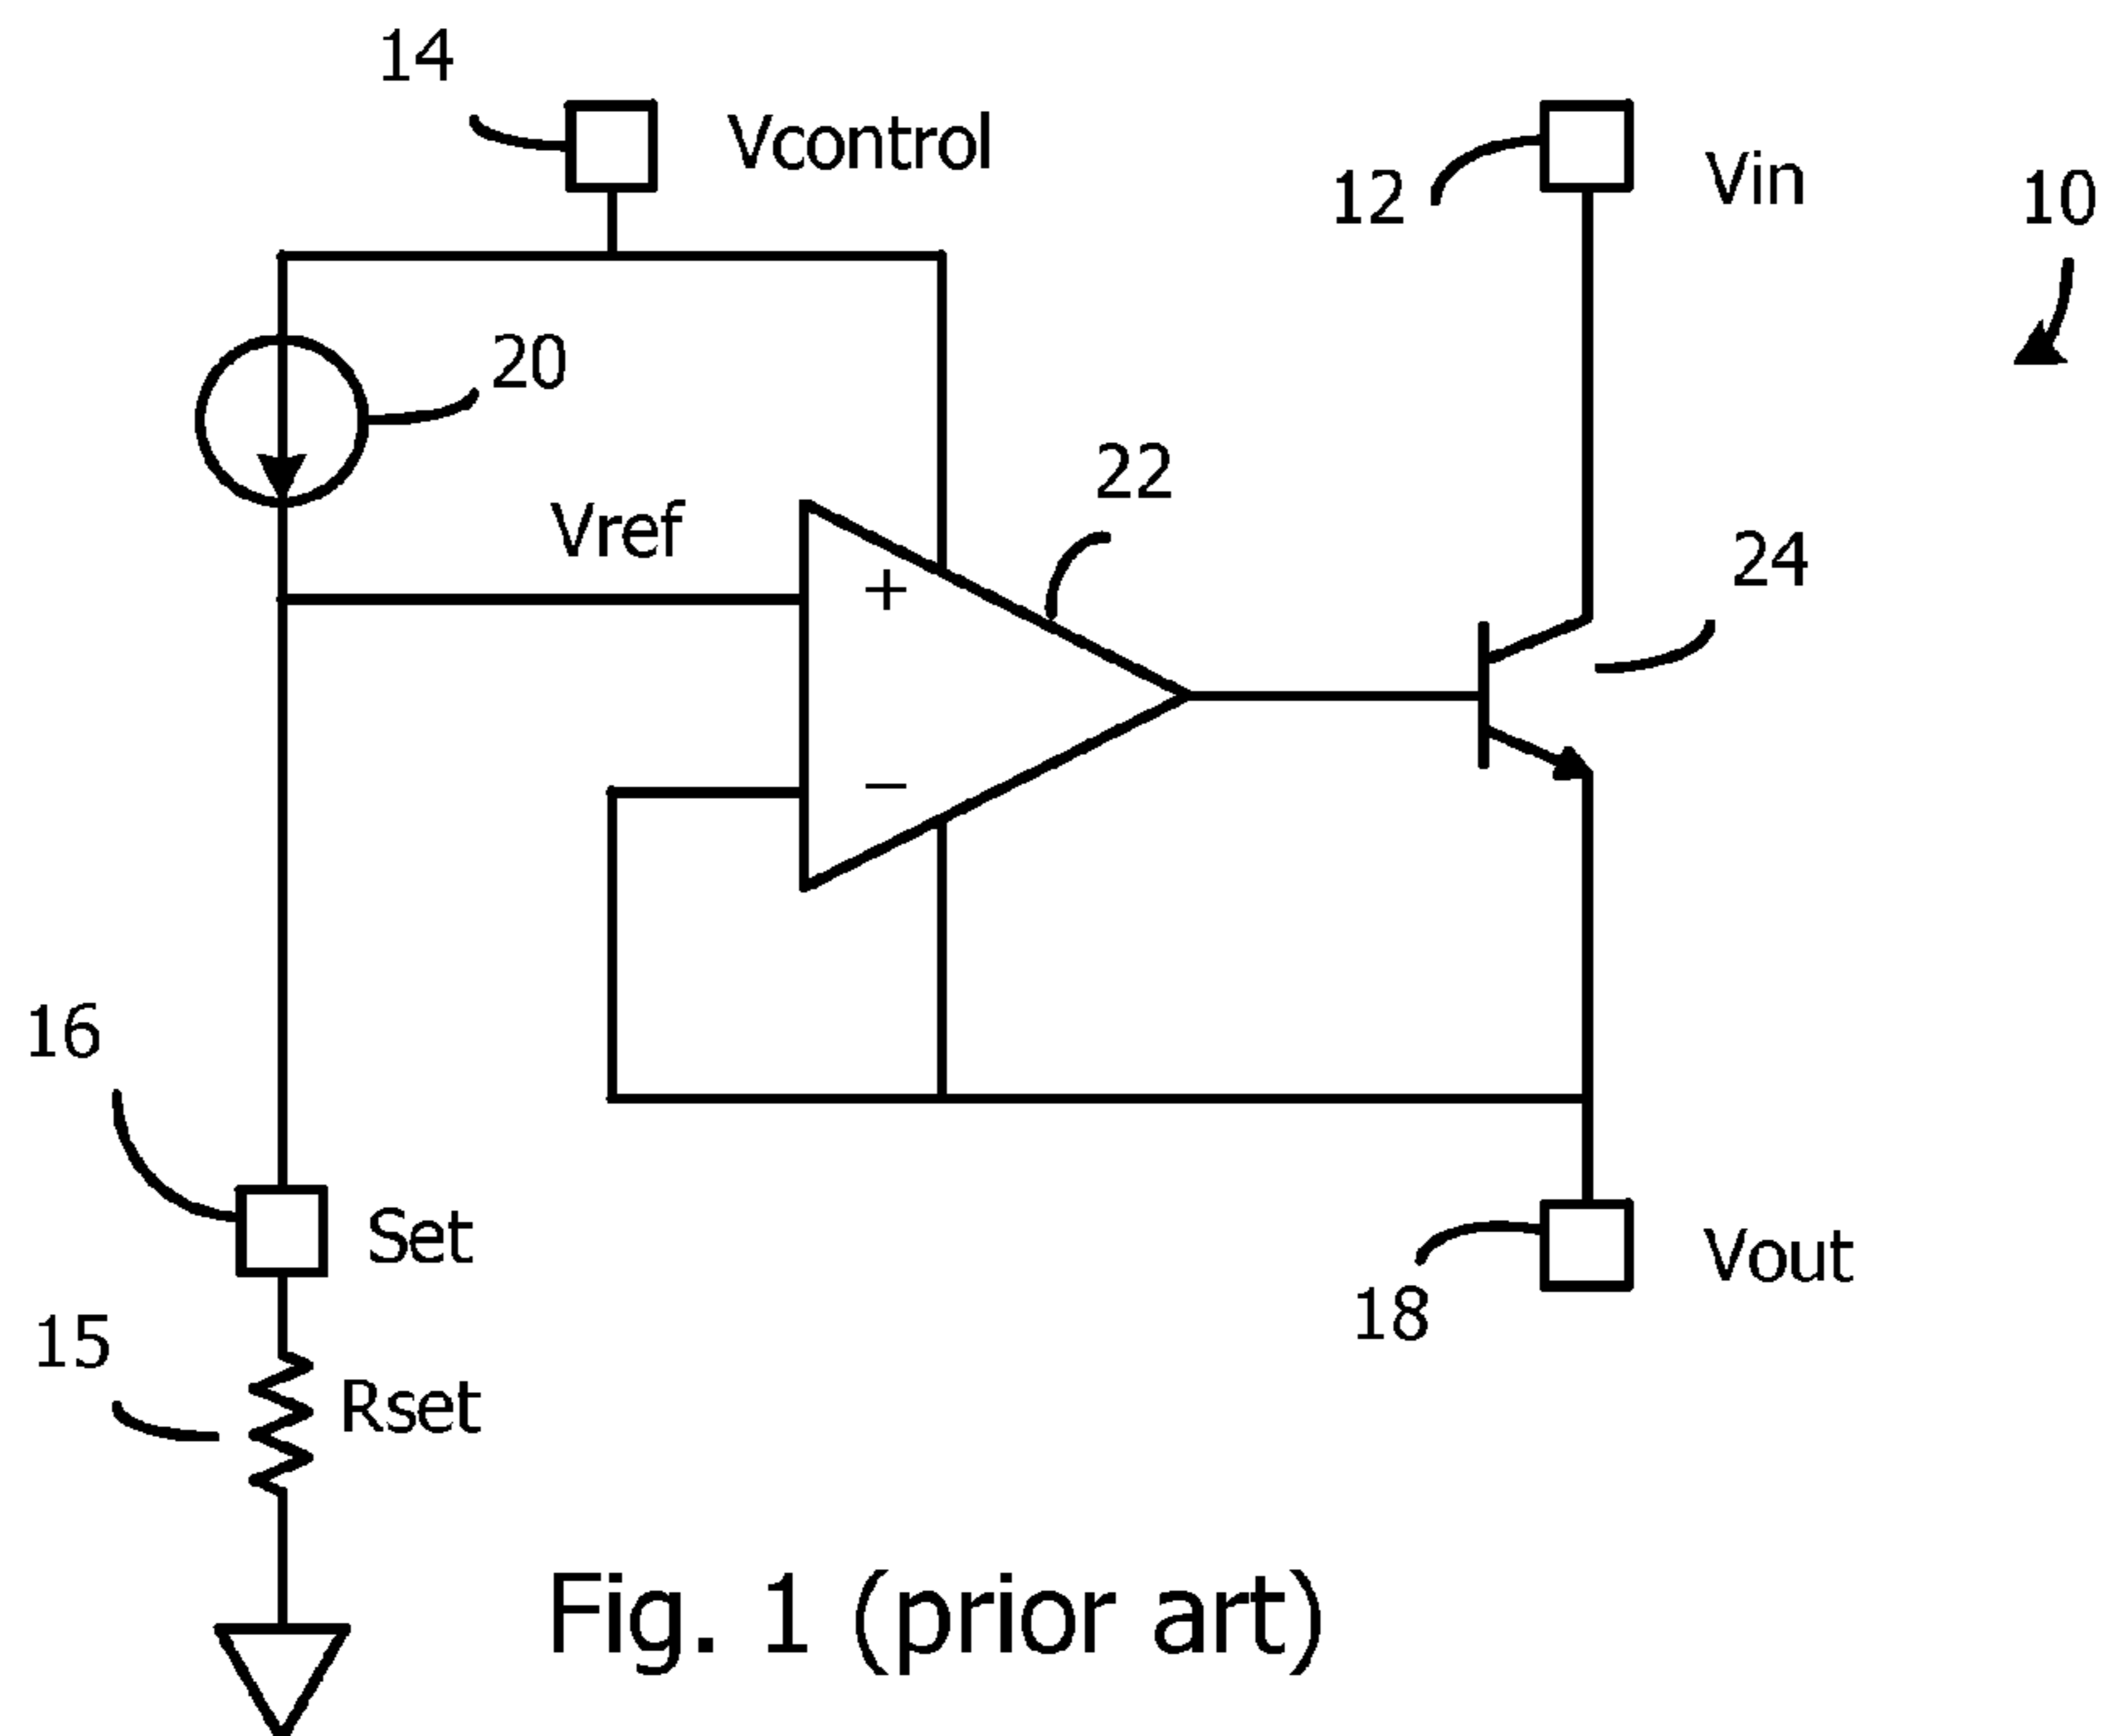 14
Vcontrol
12
Vin
10
20
22
Vref
24
+
−
16
Set
18
Vout
15
Rset
Fig. 1 (prior art)